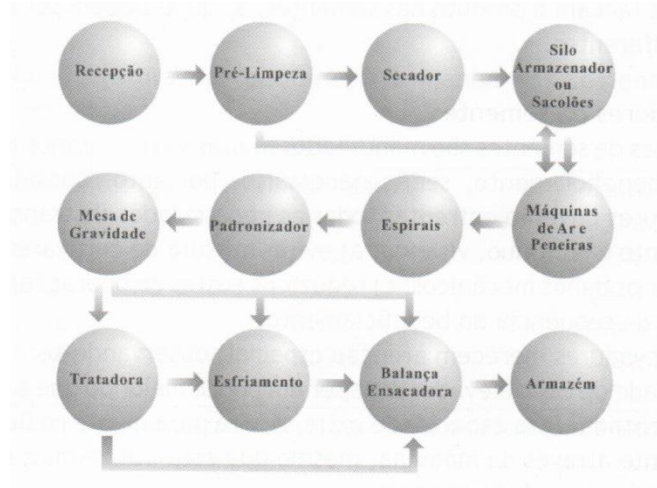 Recepção
Pré-Limpeza
Secador
Silo
Armazenador
ou
Sacolões
Mesa de
Gravidade
Padronizador
Espirais
Máquinas
de Ar e
Peneiras
Tratadora
Esfriamento
Balança
Ensacadora
Armazém